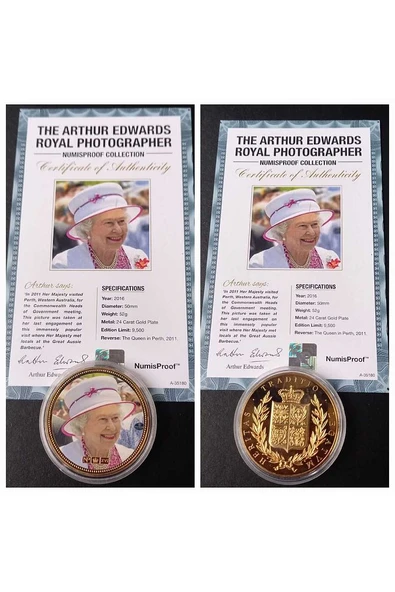 THE ARTHUR EDWARDS
ROYAL PHOTOGRAPHER
NUMISPROOF COLLECTION
Certificate of Authenticity
Arthur says:
"In 2011 Her Majesty visited
Perth, Western Australia, for
the Commonwealth Heads
of Government meeting.
This picture was taken at
her last engagement on
this immensely popular
visit where Her Majesty met
locals at the Great Aussie
Barbecue."
SPECIFICATIONS
Year: 2016
Diameter: 50mm
Weight: 52g
Metal: 24 Carat Gold Plate
Edition Limit: 9,500
Reverse: The Queen in Perth, 2011.
Arthur Edwards
NumisProof™
A-05180
THE ARTHUR EDWARDS
ROYAL PHOTOGRAPHER
NUMISPROOF COLLECTION
Certificate of Authenticity
Arthur says:
"In 2011 Her Majesty visited
Perth, Western Australia, for
the Commonwealth Heads
of Government meeting.
This picture was taken at
her last engagement on
this immensely popular
visit where Her Majesty met
locals at the Great Aussie
Barbecue."
SPECIFICATIONS
Year: 2016
Diameter: 50mm
Weight: 52g
Metal: 24 Carat Gold Plate
Edition Limit: 9,500
Reverse: The Queen in Perth, 2011.
Arthur Edwards
NumisProof™
A-05180
HERITAS TRADITIO